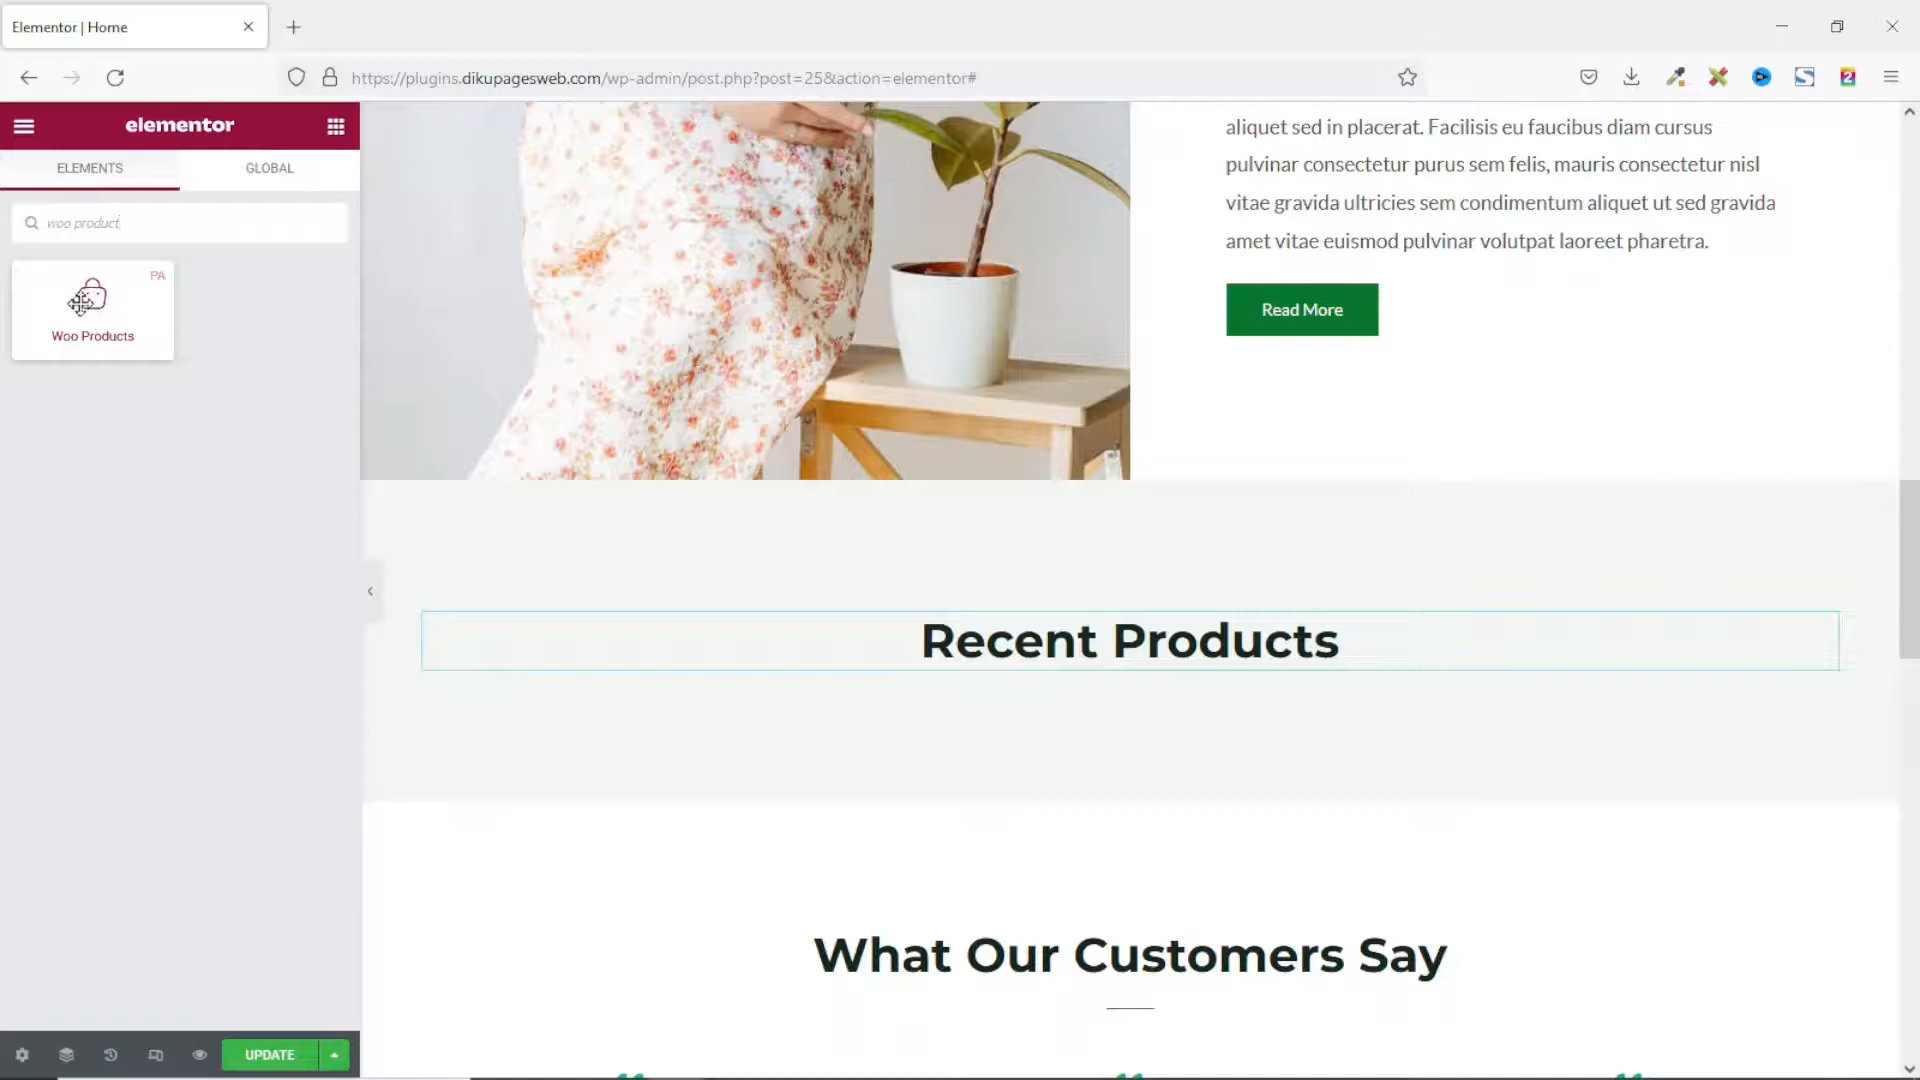 Elementor | Home
https://plugins.dikupagesweb.com/wp-admin/post.php?post=25&action=elementor#
elementor
ELEMENTS
GLOBAL
woo product
PA
Woo Products
aliquet sed in placerat. Facilisis eu faucibus diam cursus
pulvinar consectetur purus sem felis, mauris consectetur nisl
vitae gravida ultricies sem condimentum aliquet ut sed gravida
amet vitae euismod pulvinar volutpat laoreet pharetra.
Read More
Recent Products
What Our Customers Say
UPDATE